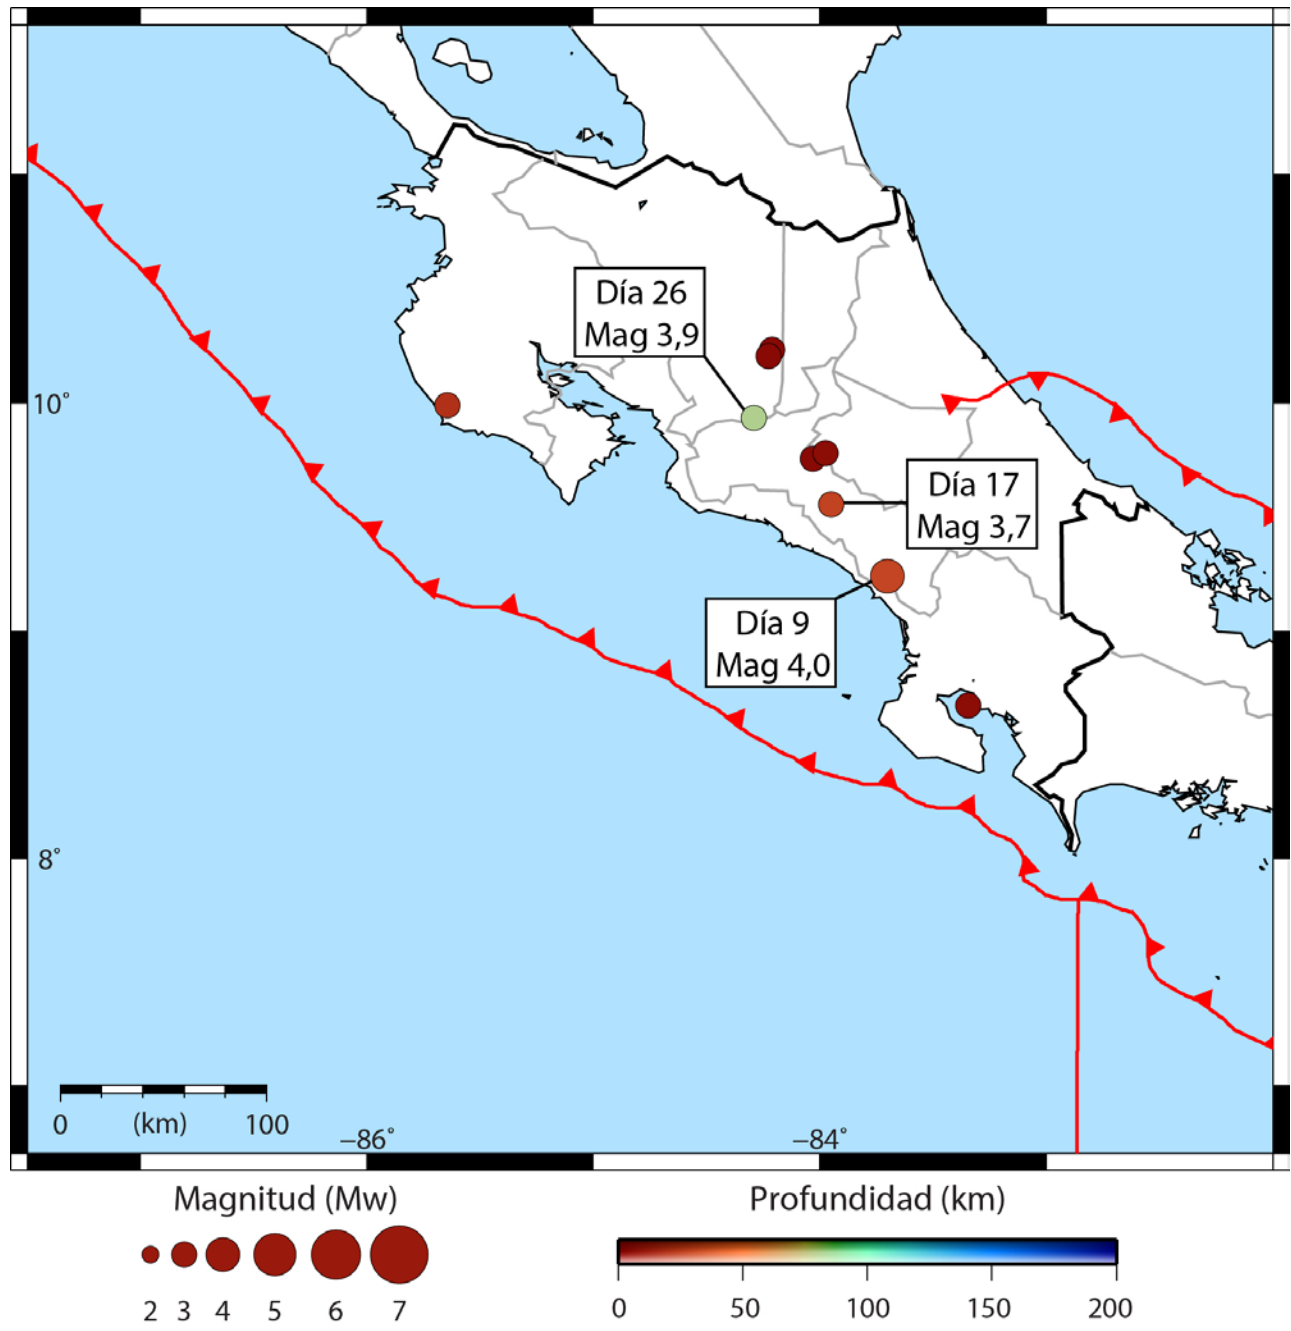 Día 26
Mag 3,9
10°
Día 17
Mag 3,7
Día 9
Mag 4,0
8°
0 (km) 100
−86°
−84°
Magnitud (Mw)
2 3 4 5 6 7
Profundidad (km)
0 50 100 150 200